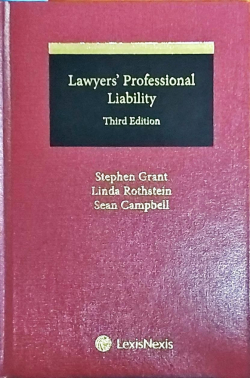 Lawyers' Professional
Liability
Third Edition
Stephen Grant
Linda Rothstein
Sean Campbell
LexisNexis